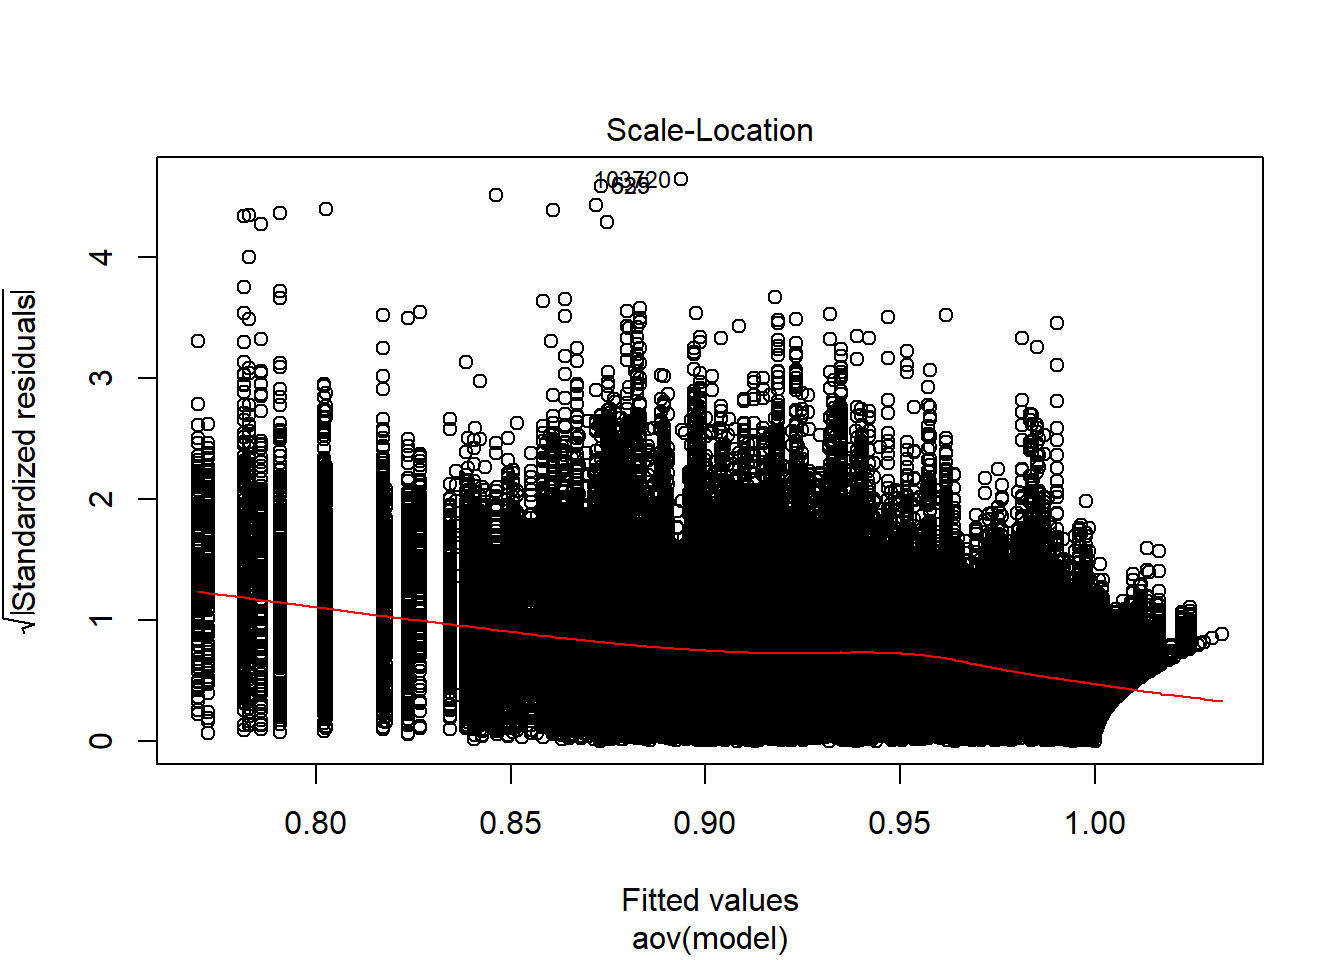 Scale-Location
√|Standardized residuals|
4
3
2
1
0
0.80
0.85
0.90
0.95
1.00
Fitted values
aov(model)